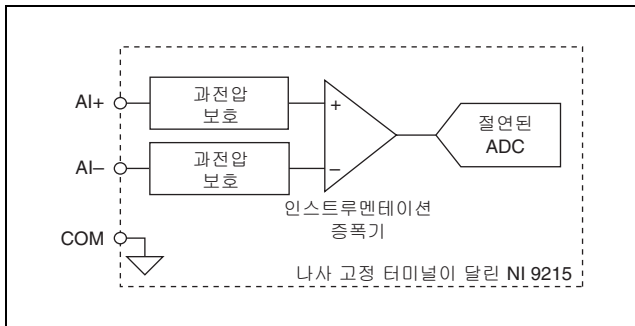 AI+
과전압
보호
+
절연된
ADC
AI–
과전압
보호
–
인스트루멘테이션
증폭기
COM
나사 고정 터미널이 달린 NI 9215